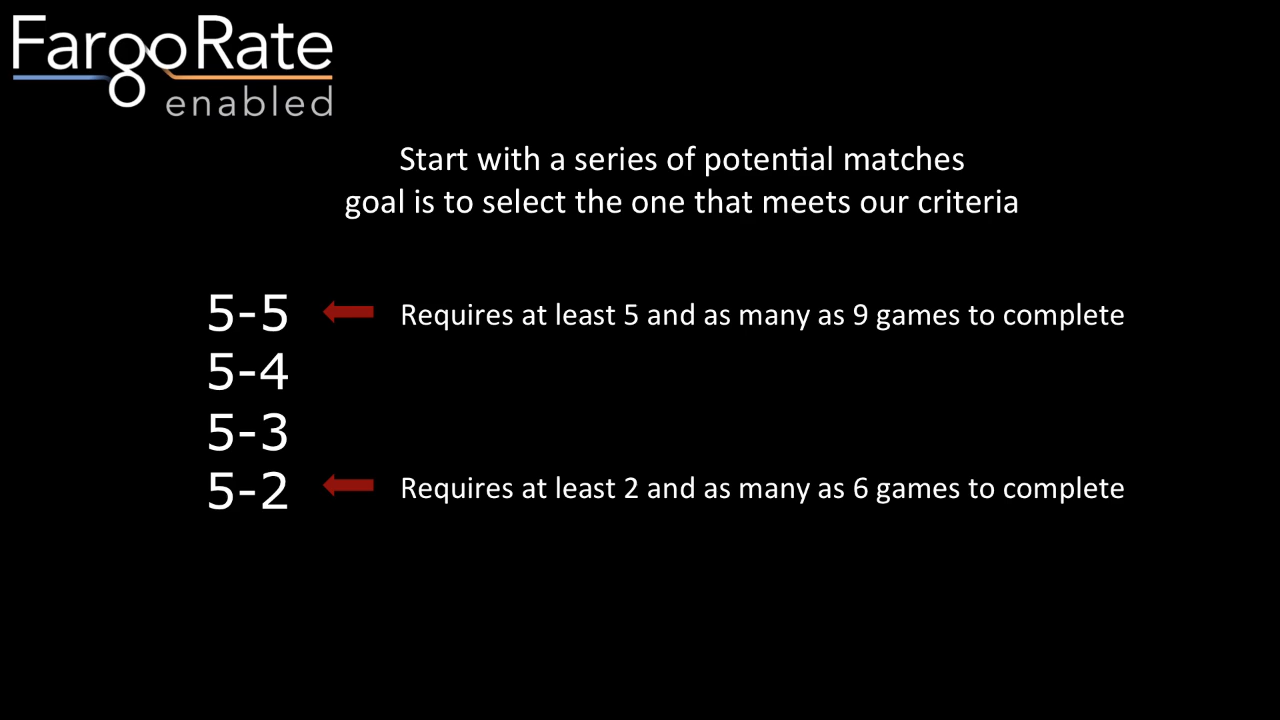 FargoRate
enabled
Start with a series of potential matches
goal is to select the one that meets our criteria
5-5 Requires at least 5 and as many as 9 games to complete
5-4
5-3
5-2 Requires at least 2 and as many as 6 games to complete